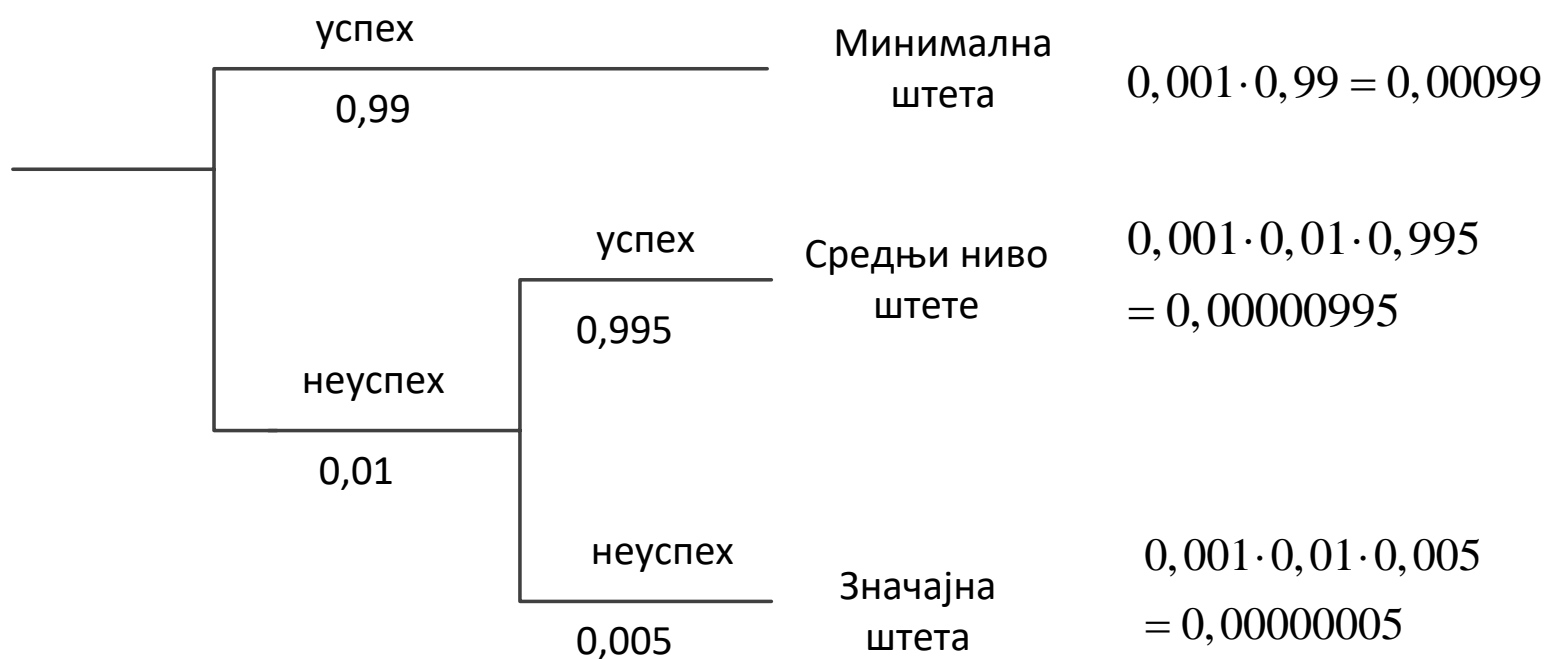 успех
0,99
Минимална
штета
0,001·0,99 = 0,00099
успех
0,995
Средњи ниво
штете
0,001·0,01·0,995
= 0,00000995
неуспех
0,01
неуспех
0,005
Значајна
штета
0,001·0,01·0,005
= 0,00000005